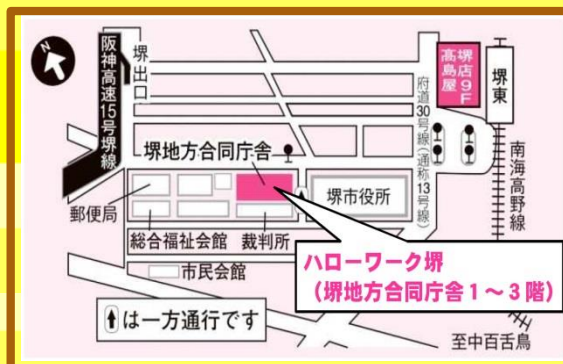 N
阪神高速15号堺線
堺出口
府道30号線(通称13号線)
堺店9F
高島屋
堺東
南海高野線
堺地方合同庁舎
郵便局
堺市役所
総合福祉会館
裁判所
市民会館
ハローワーク堺
(堺地方合同庁舎1~3階)
は一方通行です
至中百舌鳥